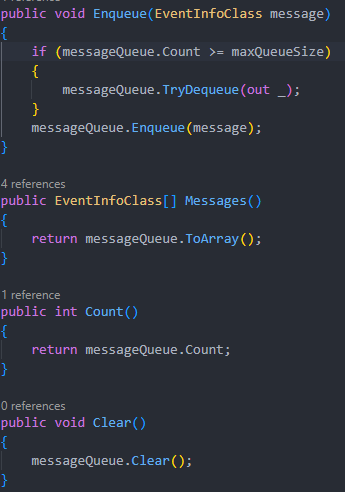 public void Enqueue(EventInfoClass message)
{
if (messageQueue.Count >= maxQueueSize)
{
messageQueue.TryDequeue(out _);
}
messageQueue.Enqueue(message);
}
4 references
public EventInfoClass[] Messages()
{
return messageQueue.ToArray();
}
1 reference
public int Count()
{
return messageQueue.Count;
}
0 references
public void Clear()
{
messageQueue.Clear();
}